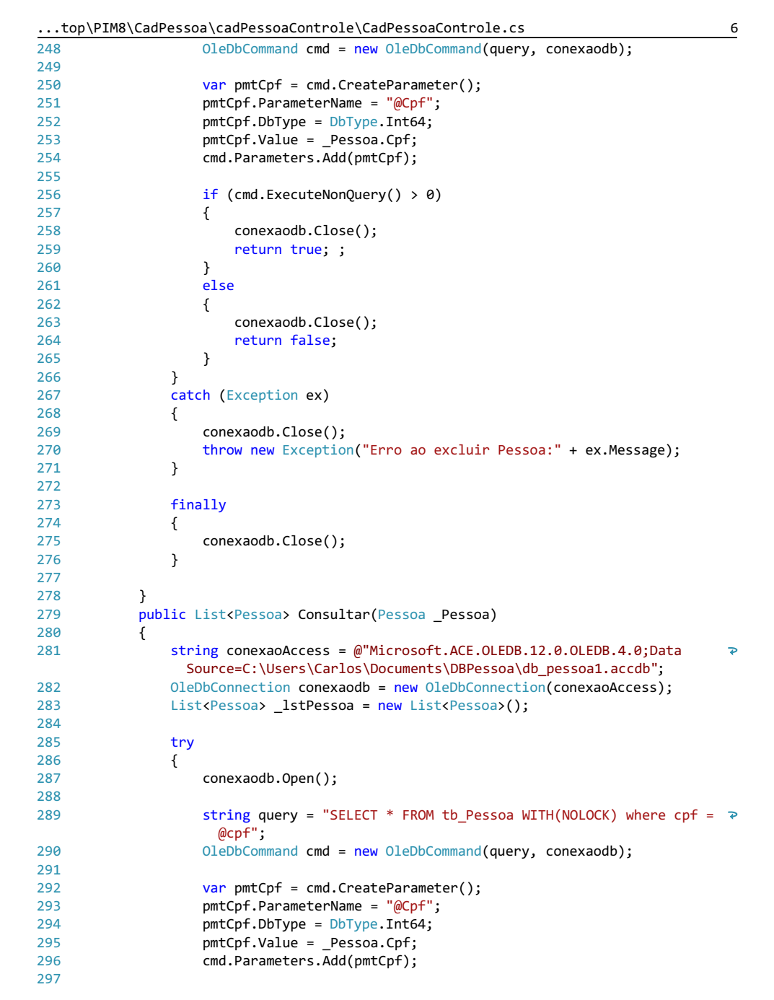 ...top\PIM8\CadPessoa\cadPessoaControle\CadPessoaControle.cs 6
248 OleDbCommand cmd = new OleDbCommand(query, conexaodb);
249
250 var pmtCpf = cmd.CreateParameter();
251 pmtCpf.ParameterName = "@Cpf";
252 pmtCpf.DbType = DbType.Int64;
253 pmtCpf.Value = _Pessoa.Cpf;
254 cmd.Parameters.Add(pmtCpf);
255
256 if (cmd.ExecuteNonQuery() > 0)
257 {
258 conexaodb.Close();
259 return true; ;
260 }
261 else
262 {
263 conexaodb.Close();
264 return false;
265 }
266 }
267 catch (Exception ex)
268 {
269 conexaodb.Close();
270 throw new Exception("Erro ao excluir Pessoa:" + ex.Message);
271 }
272
273 finally
274 {
275 conexaodb.Close();
276 }
277
278 }
279 public List<Pessoa> Consultar(Pessoa _Pessoa)
280 {
281 string conexaoAccess = @"Microsoft.ACE.OLEDB.12.0.OLEDB.4.0;Data
Source=C:\Users\Carlos\Documents\DBPessoa\db_pessoa1.accdb";
282 OleDbConnection conexaodb = new OleDbConnection(conexaoAccess);
283 List<Pessoa> _lstPessoa = new List<Pessoa>();
284
285 try
286 {
287 conexaodb.Open();
288
289 string query = "SELECT * FROM tb_Pessoa WITH(NOLOCK) where cpf =
@cpf";
290 OleDbCommand cmd = new OleDbCommand(query, conexaodb);
291
292 var pmtCpf = cmd.CreateParameter();
293 pmtCpf.ParameterName = "@Cpf";
294 pmtCpf.DbType = DbType.Int64;
295 pmtCpf.Value = _Pessoa.Cpf;
296 cmd.Parameters.Add(pmtCpf);
297